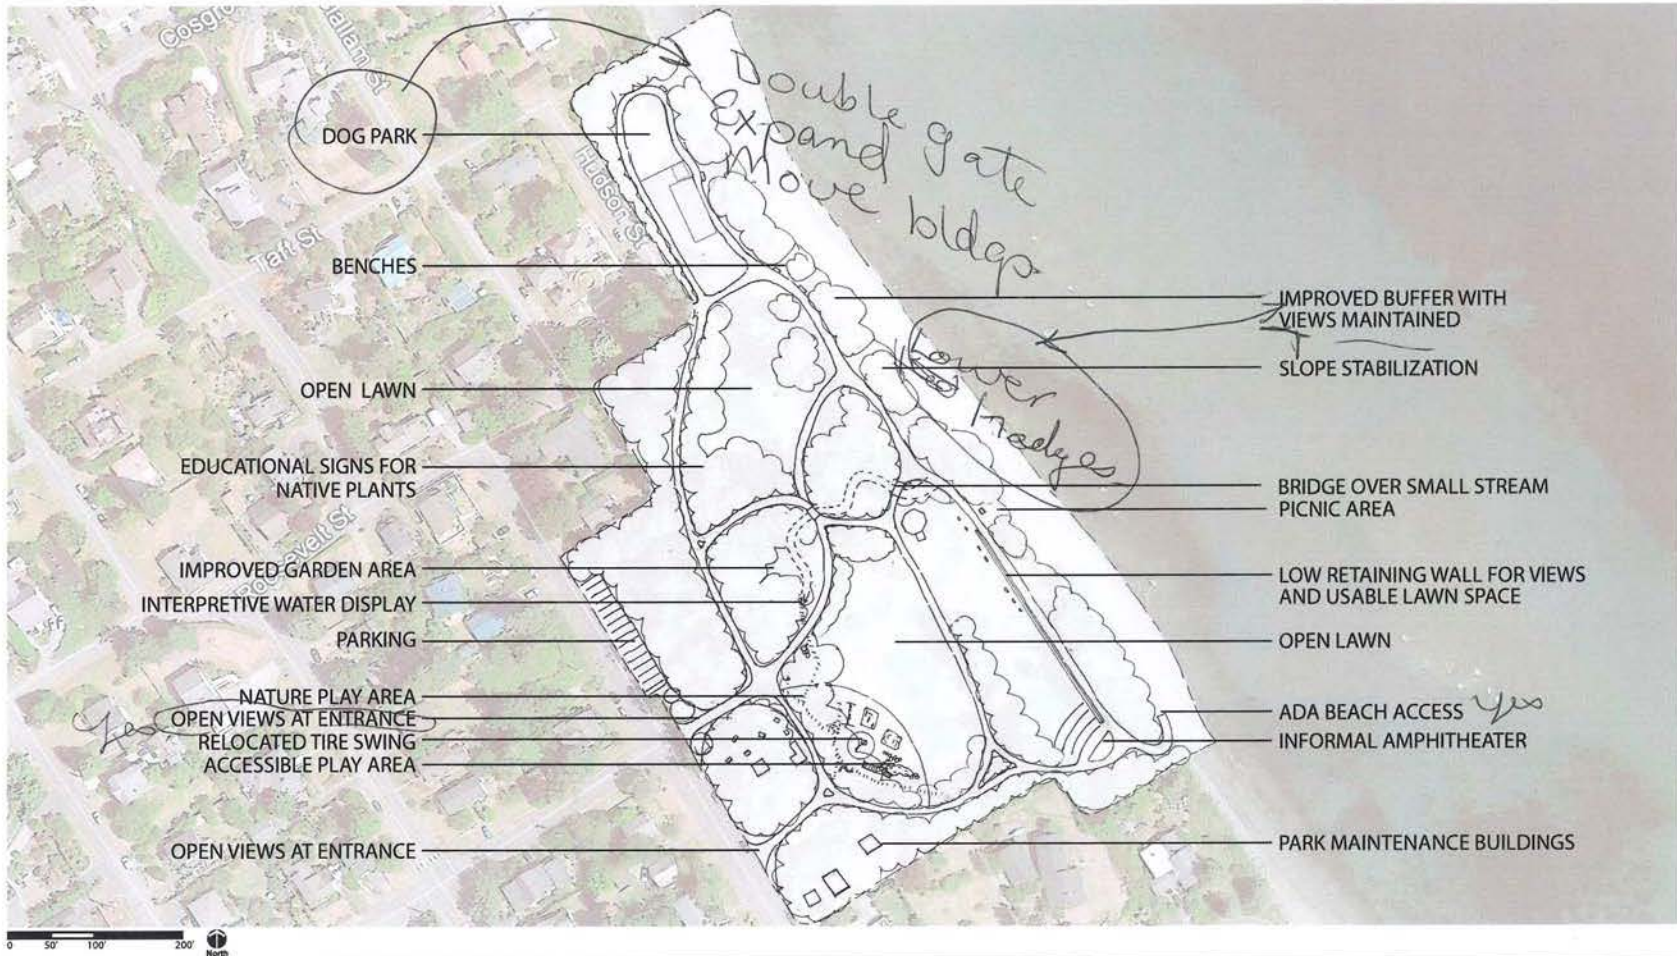 Cosgro
allam St
DOG PARK
Double gate
Expand
Move bldgs
Hudson St
Taft St
BENCHES
IMPROVED BUFFER WITH
VIEWS MAINTAINED
SLOPE STABILIZATION
Lower
OPEN LAWN
EDUCATIONAL SIGNS FOR
NATIVE PLANTS
Roosevelt St
BRIDGE OVER SMALL STREAM
PICNIC AREA
IMPROVED GARDEN AREA
INTERPRETIVE WATER DISPLAY
PARKING
LOW RETAINING WALL FOR VIEWS
AND USABLE LAWN SPACE
OPEN LAWN
NATURE PLAY AREA
Yes OPEN VIEWS AT ENTRANCE
RELOCATED TIRE SWING
ACCESSIBLE PLAY AREA
ADA BEACH ACCESS Yes
INFORMAL AMPHITHEATER
OPEN VIEWS AT ENTRANCE
PARK MAINTENANCE BUILDINGS
0 50' 100' 200'
North